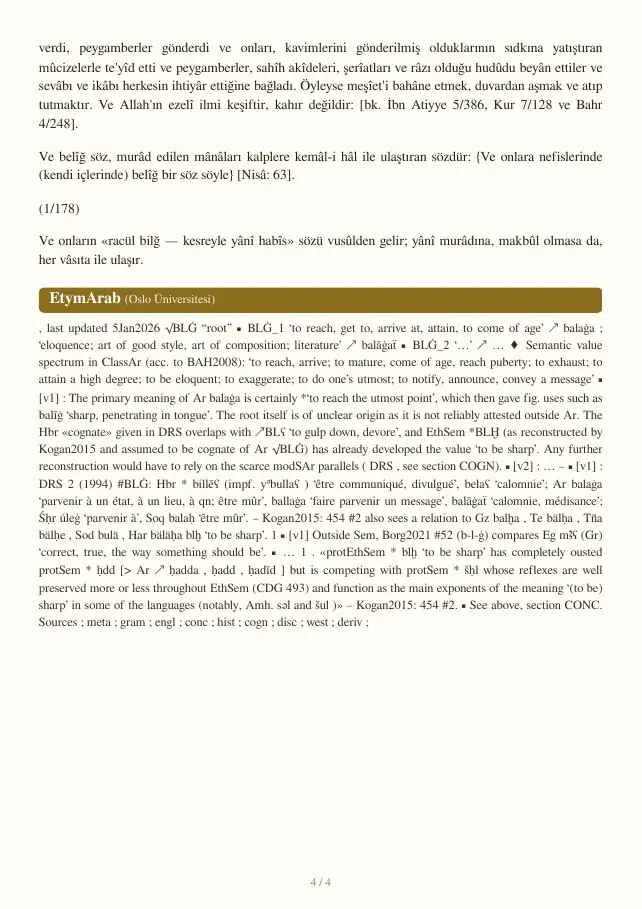 verdi, peygamberler gönderdi ve onları, kavimlerini gönderilmiş olduklarının sıdkına yatıştıran
mûcizelerle te'yîd etti ve peygamberler, sahîh akîdeleri, şerîatları ve râzı olduğu hudûdu beyân ettiler ve
sevâbı ve ikâbı herkesin ihtiyâr ettiğine bağladı. Öyleyse meşîet'i bahâne etmek, duvardan aşmak ve atıp
tutmaktır. Ve Allah'ın ezelî ilmi keşiftir, kahır değildir: [bk. İbn Atiyye 5/386, Kur 7/128 ve Bahr
4/248].
Ve belîğ söz, murâd edilen mânâları kalplere kemâl-i hâl ile ulaştıran sözdür: {Ve onlara nefislerinde
(kendi içlerinde) belîğ bir söz söyle} [Nisâ: 63].
(1/178)
Ve onların «racül bilğ — kesreyle yânî habîs» sözü vusûlden gelir; yânî murâdına, makbûl olmasa da,
her vâsıta ile ulaşır.
EtymArab (Oslo Üniversitesi)
, last updated 5Jan2026 √BLĠ “root” ▪ BLĠ_1 ‘to reach, get to, arrive at, attain, to come of age’ ↗ balaġa ;
‘eloquence; art of good style, art of composition; literature’ ↗ balāġaẗ ▪ BLĠ_2 ‘…’ ↗ … ♦ Semantic value
spectrum in ClassAr (acc. to BAH2008): ‘to reach, arrive; to mature, come of age, reach puberty; to exhaust; to
attain a high degree; to be eloquent; to exaggerate; to do one’s utmost; to notify, announce, convey a message’ ▪
[v1] : The primary meaning of Ar balaġa is certainly *‘to reach the utmost point’, which then gave fig. uses such as
balīġ ‘sharp, penetrating in tongue’. The root itself is of unclear origin as it is not reliably attested outside Ar. The
Hbr «cognate» given in DRS overlaps with ↗BLʕ ‘to gulp down, devore’, and EthSem *BLḪ (as reconstructed by
Kogan2015 and assumed to be cognate of Ar √BLĠ) has already developed the value ‘to be sharp’. Any further
reconstruction would have to rely on the scarce modSAr parallels ( DRS , see section COGN). ▪ [v2] : … – ▪ [v1] :
DRS 2 (1994) #BLĠ: Hbr * billēʕ (impf. yᵊbullaʕ ) ‘être communiqué, divulgué’, belaʕ ‘calomnie’; Ar balaġa
‘parvenir à un état, à un lieu, à qn; être mûr’, ballaġa ‘faire parvenir un message’, balāġaẗ ‘calomnie, médisance’;
Śḥr úleġ ‘parvenir à’, Soq balaḥ ‘être mûr’. – Kogan2015: 454 #2 also sees a relation to Gz balḫa , Te bälḥa , Tña
bälḥe , Sod bulä , Har bäläḥa blḫ ‘to be sharp’. 1 ▪ [v1] Outside Sem, Borg2021 #52 (b-l-ġ) compares Eg mꜣʕ (Gr)
‘correct, true, the way something should be’. ▪ … 1 . «protEthSem * blḫ ‘to be sharp’ has completely ousted
protSem * ḥdd [> Ar ↗ ḥadda , ḥadd , ḥadīd ] but is competing with protSem * šḥl whose reflexes are well
preserved more or less throughout EthSem (CDG 493) and function as the main exponents of the meaning ‘(to be)
sharp’ in some of the languages (notably, Amh. səl and šul )» – Kogan2015: 454 #2. ▪ See above, section CONC.
Sources ; meta ; gram ; engl ; conc ; hist ; cogn ; disc ; west ; deriv ;
4 / 4